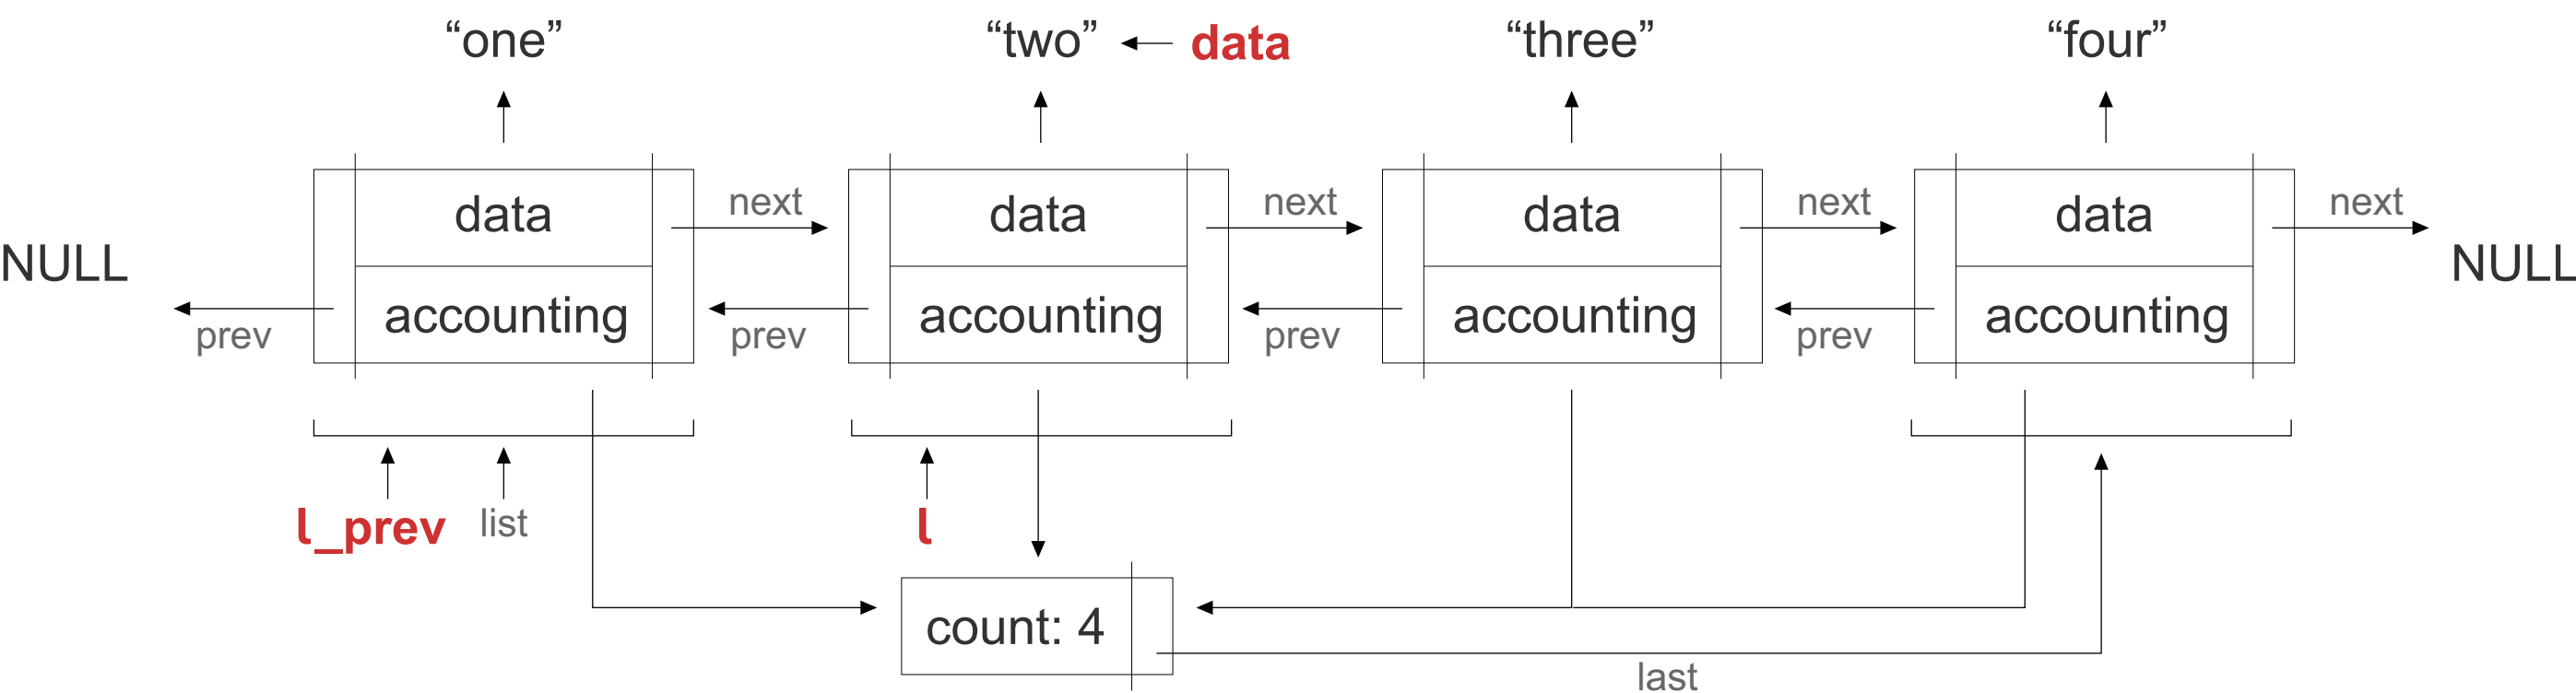 “one” “two” data “three” “four”
data next data next data next data next
NULL NULL
prev accounting prev accounting prev accounting prev accounting
l_prev list l
count: 4
last